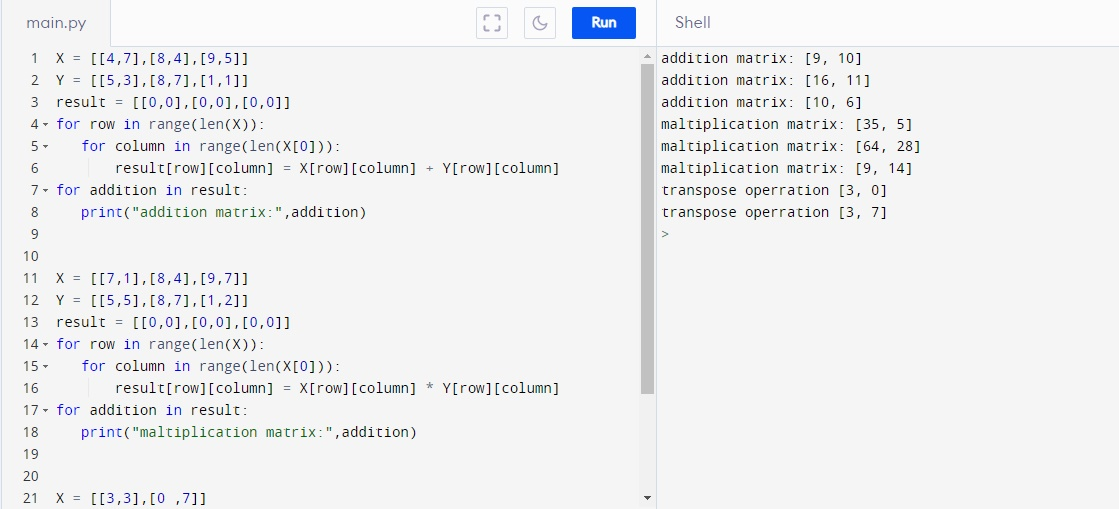 main.py
Run
Shell
1 X = [[4,7],[8,4],[9,5]]
2 Y = [[5,3],[8,7],[1,1]]
3 result = [[0,0],[0,0],[0,0]]
4 for row in range(len(X)):
5 for column in range(len(X[0])):
6 result[row][column] = X[row][column] + Y[row][column]
7 for addition in result:
8 print("addition matrix:",addition)
9
10
11 X = [[7,1],[8,4],[9,7]]
12 Y = [[5,5],[8,7],[1,2]]
13 result = [[0,0],[0,0],[0,0]]
14 for row in range(len(X)):
15 for column in range(len(X[0])):
16 result[row][column] = X[row][column] * Y[row][column]
17 for addition in result:
18 print("maltiplication matrix:",addition)
19
20
21 X = [[3,3],[0 ,7]]
addition matrix: [9, 10]
addition matrix: [16, 11]
addition matrix: [10, 6]
maltiplication matrix: [35, 5]
maltiplication matrix: [64, 28]
maltiplication matrix: [9, 14]
transpose operration [3, 0]
transpose operration [3, 7]
>